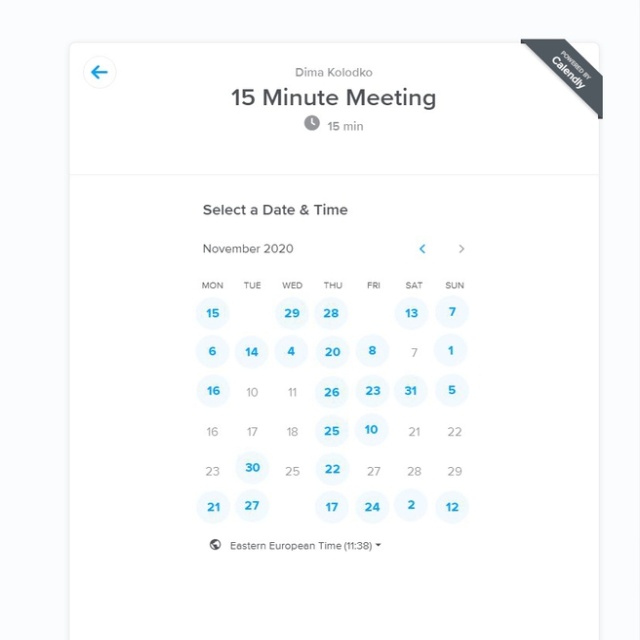 POWERED BY
Calendly
Dima Kolodko
15 Minute Meeting
15 min
Select a Date & Time
November 2020
MON TUE WED THU FRI SAT SUN
15 29 28 13 7
6 14 4 20 8 7 1
16 10 11 26 23 31 5
16 17 18 25 10 21 22
23 30 25 22 27 28 29
21 27 17 24 2 12
Eastern European Time (11:38)